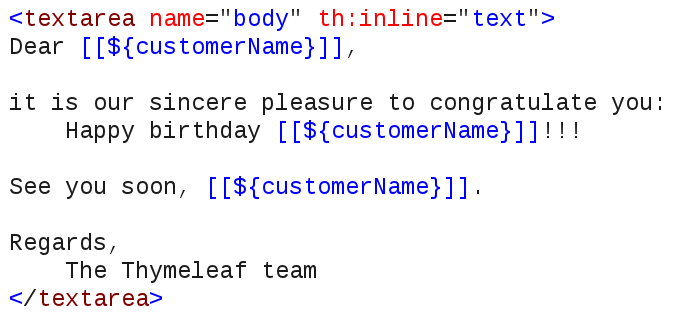 <textarea name="body" th:inline="text">
Dear [[${customerName}]],

it is our sincere pleasure to congratulate you:
    Happy birthday [[${customerName}]]!!!

See you soon, [[${customerName}]].

Regards,
    The Thymeleaf team
</textarea>